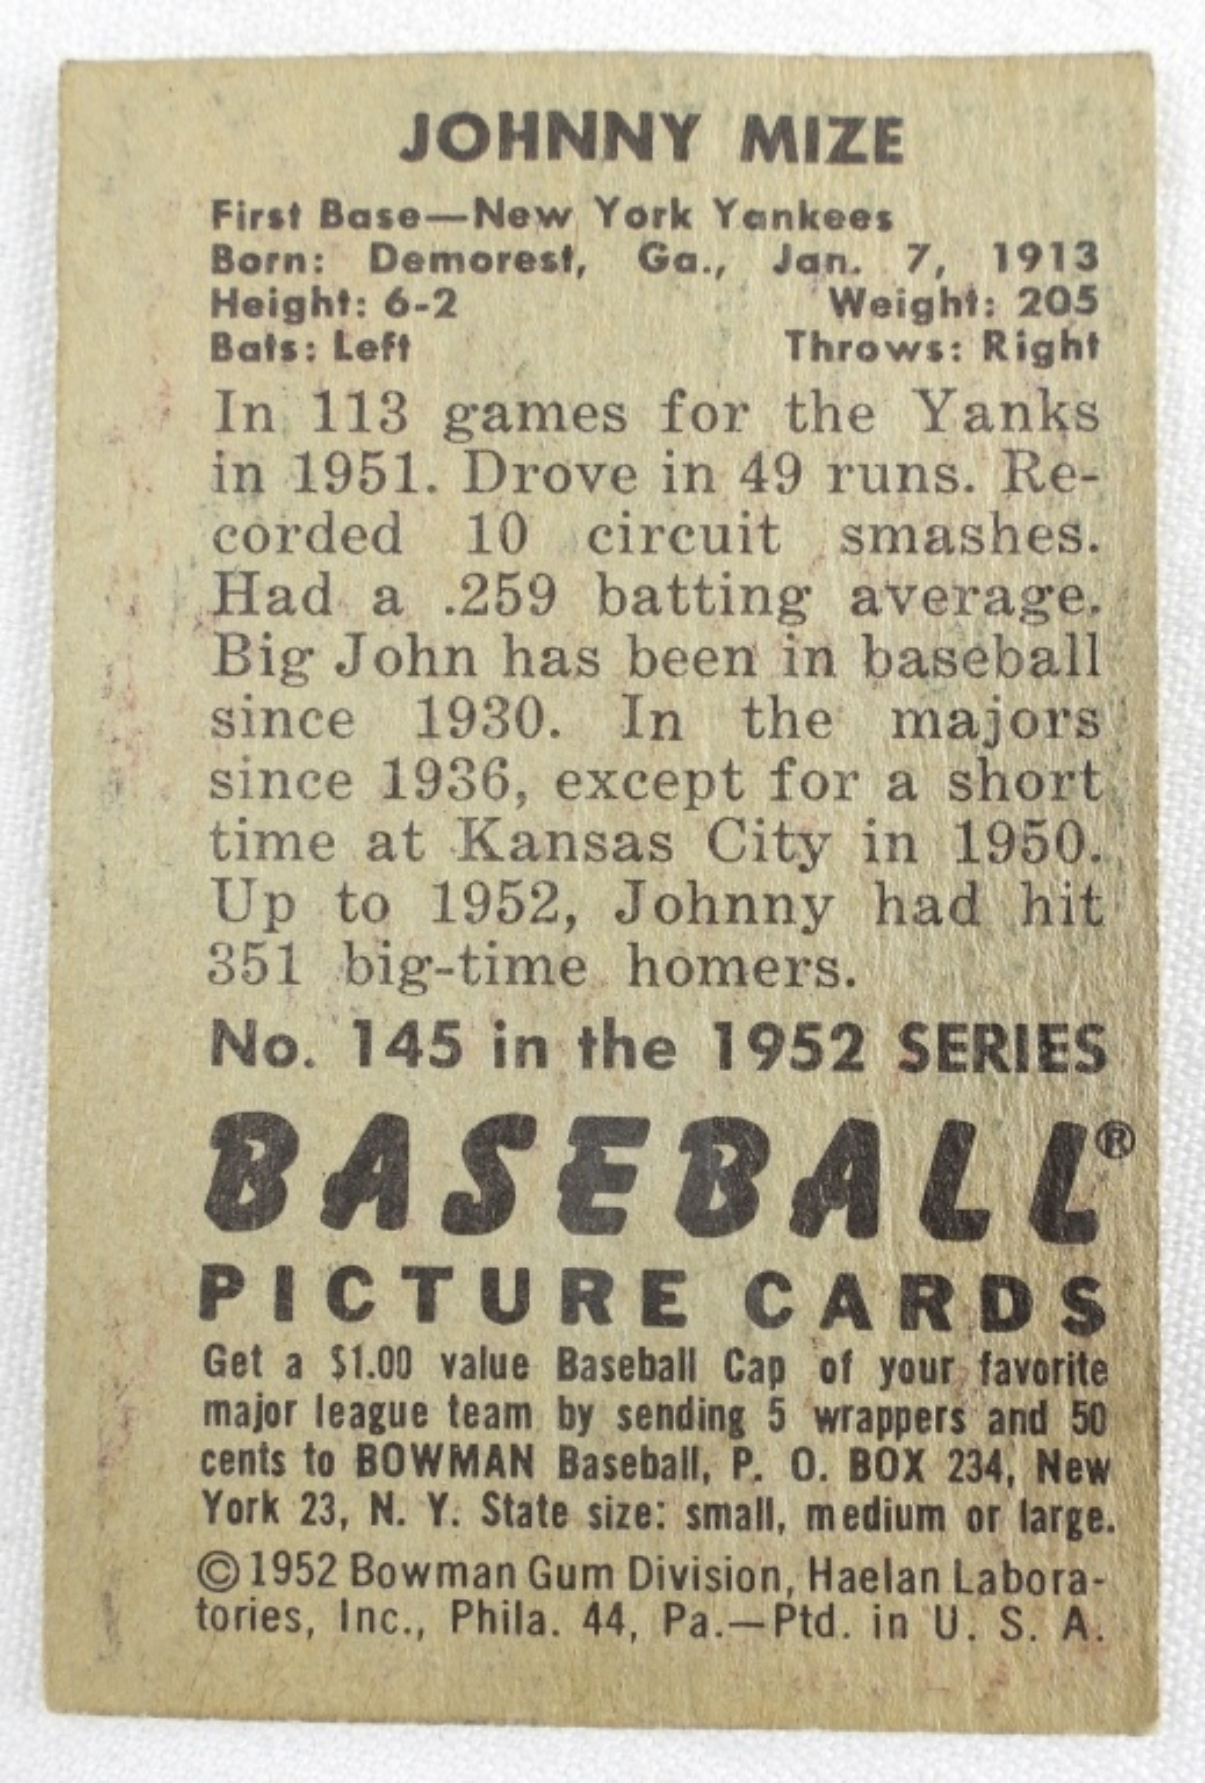 JOHNNY MIZE
First Base—New York Yankees
Born: Demorest, Ga., Jan. 7, 1913
Height: 6-2 Weight: 205
Bats: Left Throws: Right
In 113 games for the Yanks
in 1951. Drove in 49 runs. Re-
corded 10 circuit smashes.
Had a .259 batting average.
Big John has been in baseball
since 1930. In the majors
since 1936, except for a short
time at Kansas City in 1950.
Up to 1952, Johnny had hit
351 big-time homers.
No. 145 in the 1952 SERIES
BASEBALL®
PICTURE CARDS
Get a $1.00 value Baseball Cap of your favorite
major league team by sending 5 wrappers and 50
cents to BOWMAN Baseball, P. O. BOX 234, New
York 23, N. Y. State size: small, medium or large.
©1952 Bowman Gum Division, Haelan Labora-
tories, Inc., Phila. 44, Pa.—Ptd. in U. S. A.